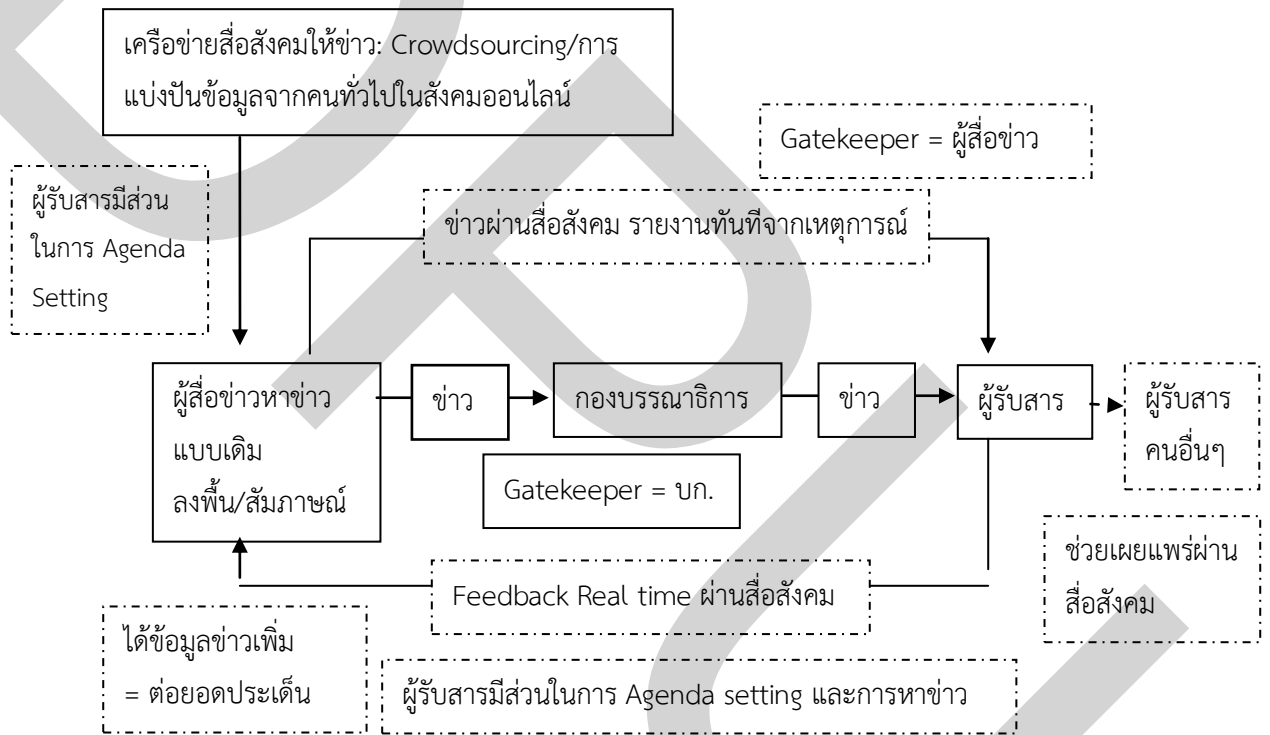 เครือข่ายสื่อสังคมให้ข่าว: Crowdsourcing/การ
แบ่งปันข้อมูลจากคนทั่วไปในสังคมออนไลน์
Gatekeeper = ผู้สื่อข่าว
ผู้รับสารมีส่วน
ในการ Agenda
Setting
ข่าวผ่านสื่อสังคม รายงานทันทีจากเหตุการณ์
ผู้สื่อข่าวหาข่าว
แบบเดิม
ลงพื้น/สัมภาษณ์
ข่าว
กองบรรณาธิการ
ข่าว
ผู้รับสาร
ผู้รับสาร
คนอื่นๆ
Gatekeeper = บก.
ช่วยเผยแพร่ผ่าน
สื่อสังคม
Feedback Real time ผ่านสื่อสังคม
ได้ข้อมูลข่าวเพิ่ม
= ต่อยอดประเด็น
ผู้รับสารมีส่วนในการ Agenda setting และการหาข่าว